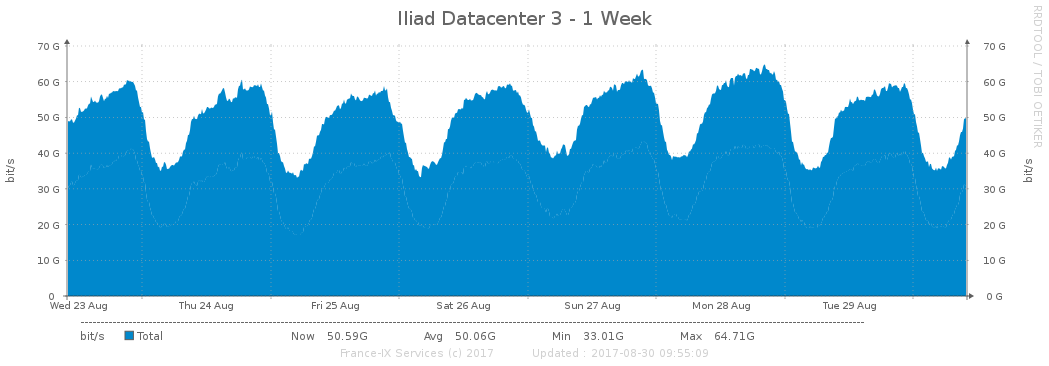 Iliad Datacenter 3 - 1 Week
RRDTOOL / TOBI OETIKER
70 G 70 G
60 G 60 G
50 G 50 G
40 G 40 G
30 G 30 G
20 G 20 G
10 G 10 G
0 0 G
bit/s bit/s
Wed 23 Aug Thu 24 Aug Fri 25 Aug Sat 26 Aug Sun 27 Aug Mon 28 Aug Tue 29 Aug
bit/s Total Now 50.59G Avg 50.06G Min 33.01G Max 64.71G
France-IX Services (c) 2017 Updated : 2017-08-30 09:55:09